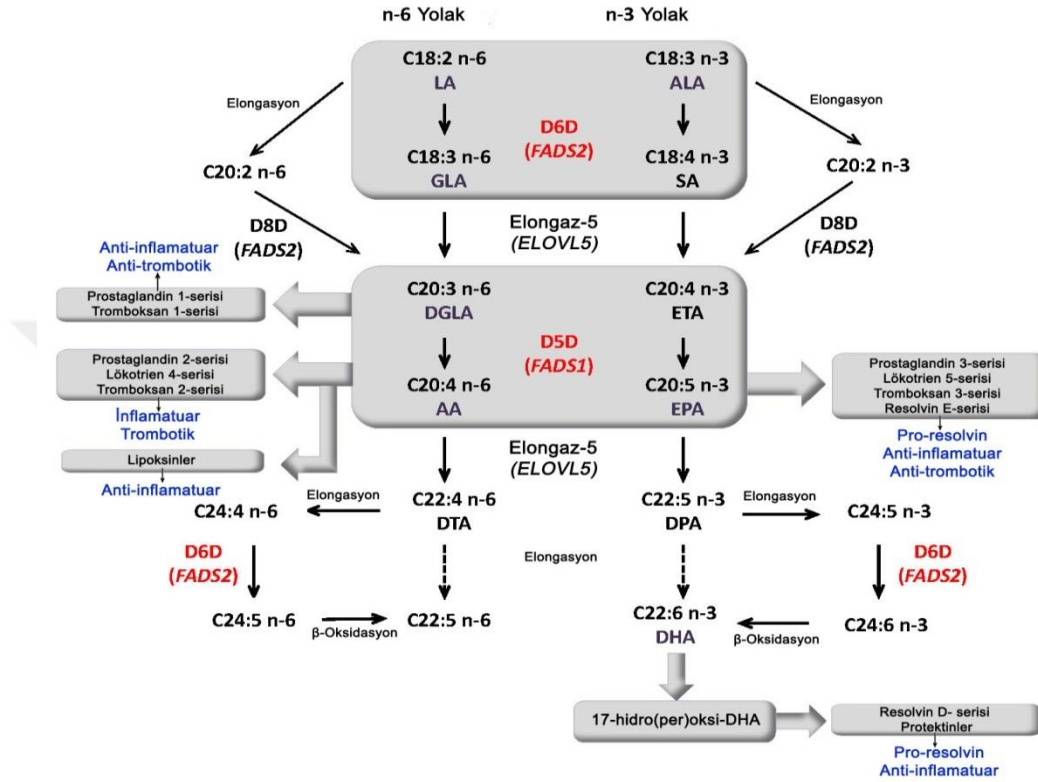 n-6 Yolak
n-3 Yolak
C18:2 n-6
LA
C18:3 n-3
ALA
Elongasyon
Elongasyon
D6D
(FADS2)
C18:3 n-6
GLA
C18:4 n-3
SA
C20:2 n-6
C20:2 n-3
D8D
(FADS2)
Elongaz-5
(ELOVL5)
D8D
(FADS2)
Anti-inflamatuar
Anti-trombotik
Prostaglandin 1-serisi
Tromboksan 1-serisi
C20:3 n-6
DGLA
C20:4 n-3
ETA
D5D
(FADS1)
Prostaglandin 2-serisi
Lökotrien 4-serisi
Tromboksan 2-serisi
İnflamatuar
Trombotik
C20:4 n-6
AA
C20:5 n-3
EPA
Prostaglandin 3-serisi
Lökotrien 5-serisi
Tromboksan 3-serisi
Resolvin E-serisi
Pro-resolvin
Anti-inflamatuar
Anti-trombotik
Lipoksinler
Anti-inflamatuar
Elongaz-5
(ELOVL5)
C24:4 n-6
Elongasyon
C22:4 n-6
DTA
C22:5 n-3
DPA
Elongasyon
C24:5 n-3
D6D
(FADS2)
Elongasyon
D6D
(FADS2)
C24:5 n-6
β-Oksidasyon
C22:5 n-6
C22:6 n-3
DHA
β-Oksidasyon
C24:6 n-3
17-hidro(per)oksi-DHA
Resolvin D- serisi
Protektinler
Pro-resolvin
Anti-inflamatuar